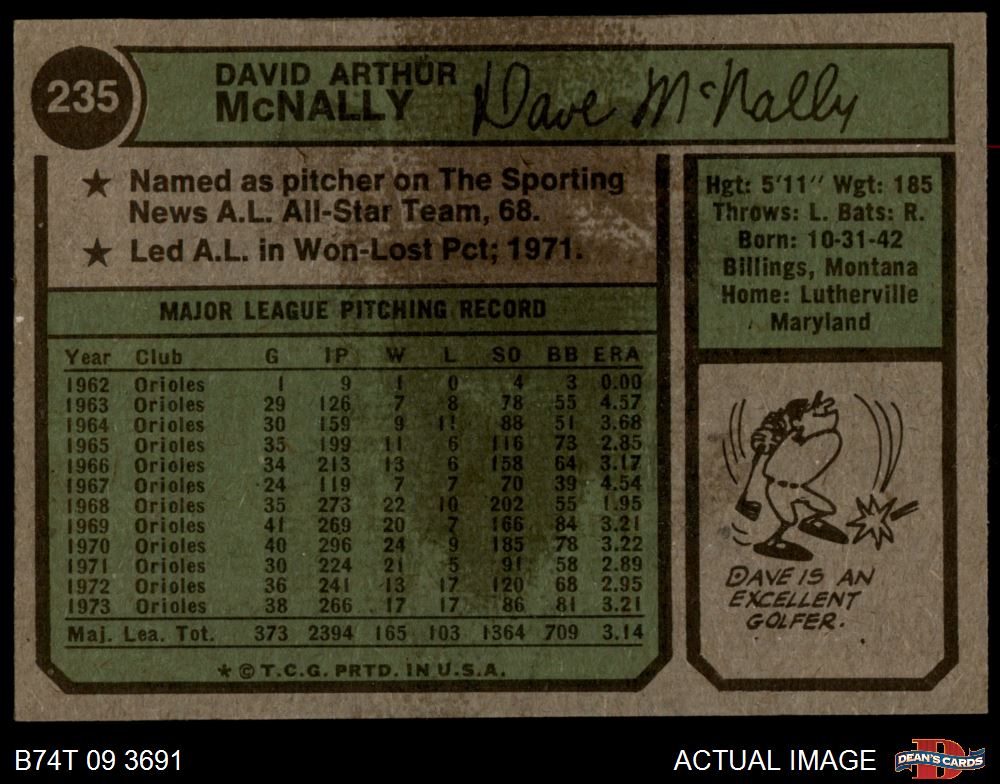 235
DAVID ARTHUR
McNALLY
Dave McNally
★ Named as pitcher on The Sporting
News A.L. All-Star Team, 68.
★ Led A.L. in Won-Lost Pct; 1971.
Hgt: 5'11" Wgt: 185
Throws: L. Bats: R.
Born: 10-31-42
Billings, Montana
Home: Lutherville
Maryland
MAJOR LEAGUE PITCHING RECORD
Year Club G IP W L SO BB ERA
1962 Orioles 1 9 1 0 4 3 0.00
1963 Orioles 29 126 7 8 78 55 4.57
1964 Orioles 30 159 9 11 88 51 3.68
1965 Orioles 35 199 11 6 116 73 2.85
1966 Orioles 34 213 13 6 158 64 3.17
1967 Orioles 24 119 7 7 70 39 4.54
1968 Orioles 35 273 22 10 202 55 1.95
1969 Orioles 41 269 20 7 166 84 3.21
1970 Orioles 40 296 24 9 185 78 3.22
1971 Orioles 30 224 21 5 91 58 2.89
1972 Orioles 36 241 13 17 120 68 2.95
1973 Orioles 38 266 17 17 86 81 3.21
Maj. Lea. Tot. 373 2394 165 103 1364 709 3.14
★ © T.C.G. PRTD. IN U.S.A.
DAVE IS AN
EXCELLENT
GOLFER.
B74T 09 3691
ACTUAL IMAGE
D
DEAN'S CARDS